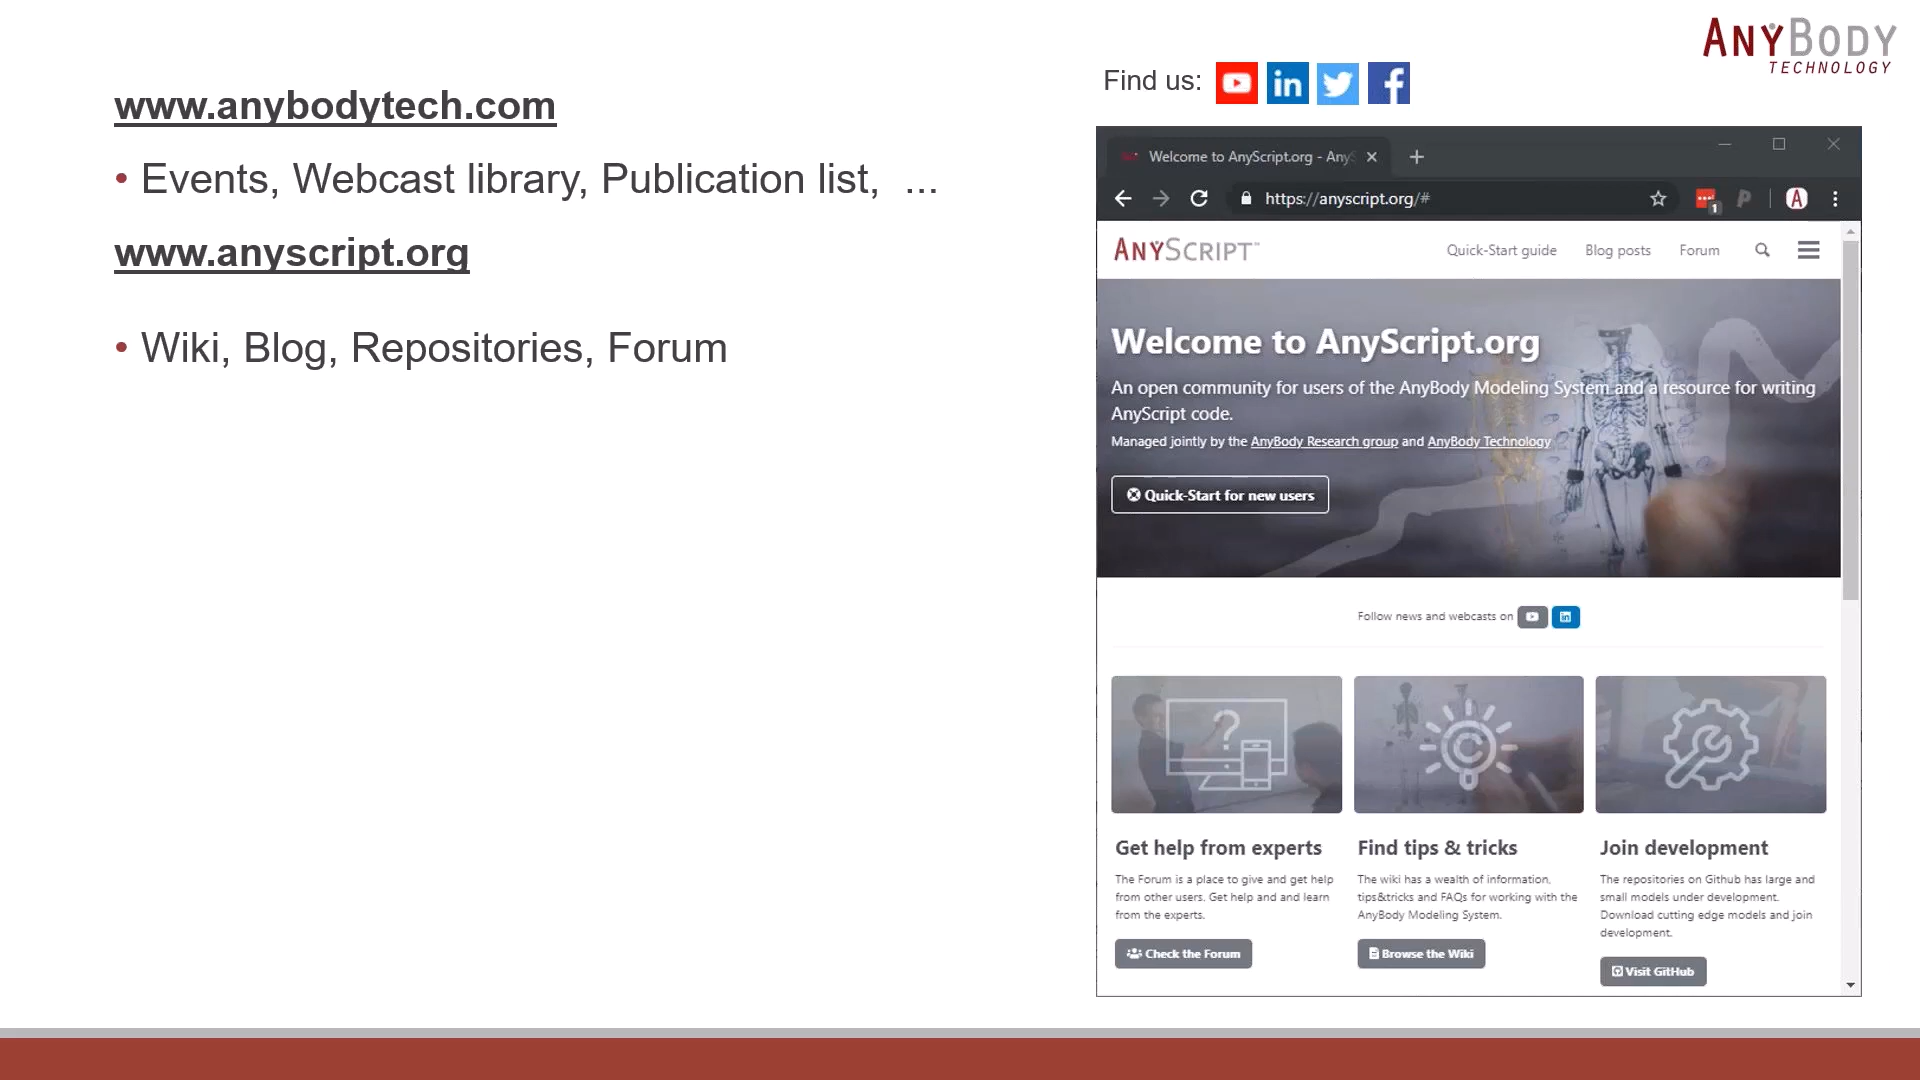 ANYBODY
TECHNOLOGY
Find us:
www.anybodytech.com
• Events, Webcast library, Publication list,  ...
www.anyscript.org
• Wiki, Blog, Repositories, Forum
Welcome to AnyScript.org - AnyS
https://anyscript.org/#
1
A
ANYSCRIPT™
Quick-Start guide
Blog posts
Forum
Welcome to AnyScript.org
An open community for users of the AnyBody Modeling System and a resource for writing
AnyScript code.
Managed jointly by the AnyBody Research group and AnyBody Technology
Quick-Start for new users
Follow news and webcasts on
Get help from experts
The Forum is a place to give and get help
from other users. Get help and and learn
from the experts.
Check the Forum
Find tips & tricks
The wiki has a wealth of information,
tips&tricks and FAQs for working with the
AnyBody Modeling System.
Browse the Wiki
Join development
The repositories on Github has large and
small models under development.
Download cutting edge models and join
development.
Visit GitHub